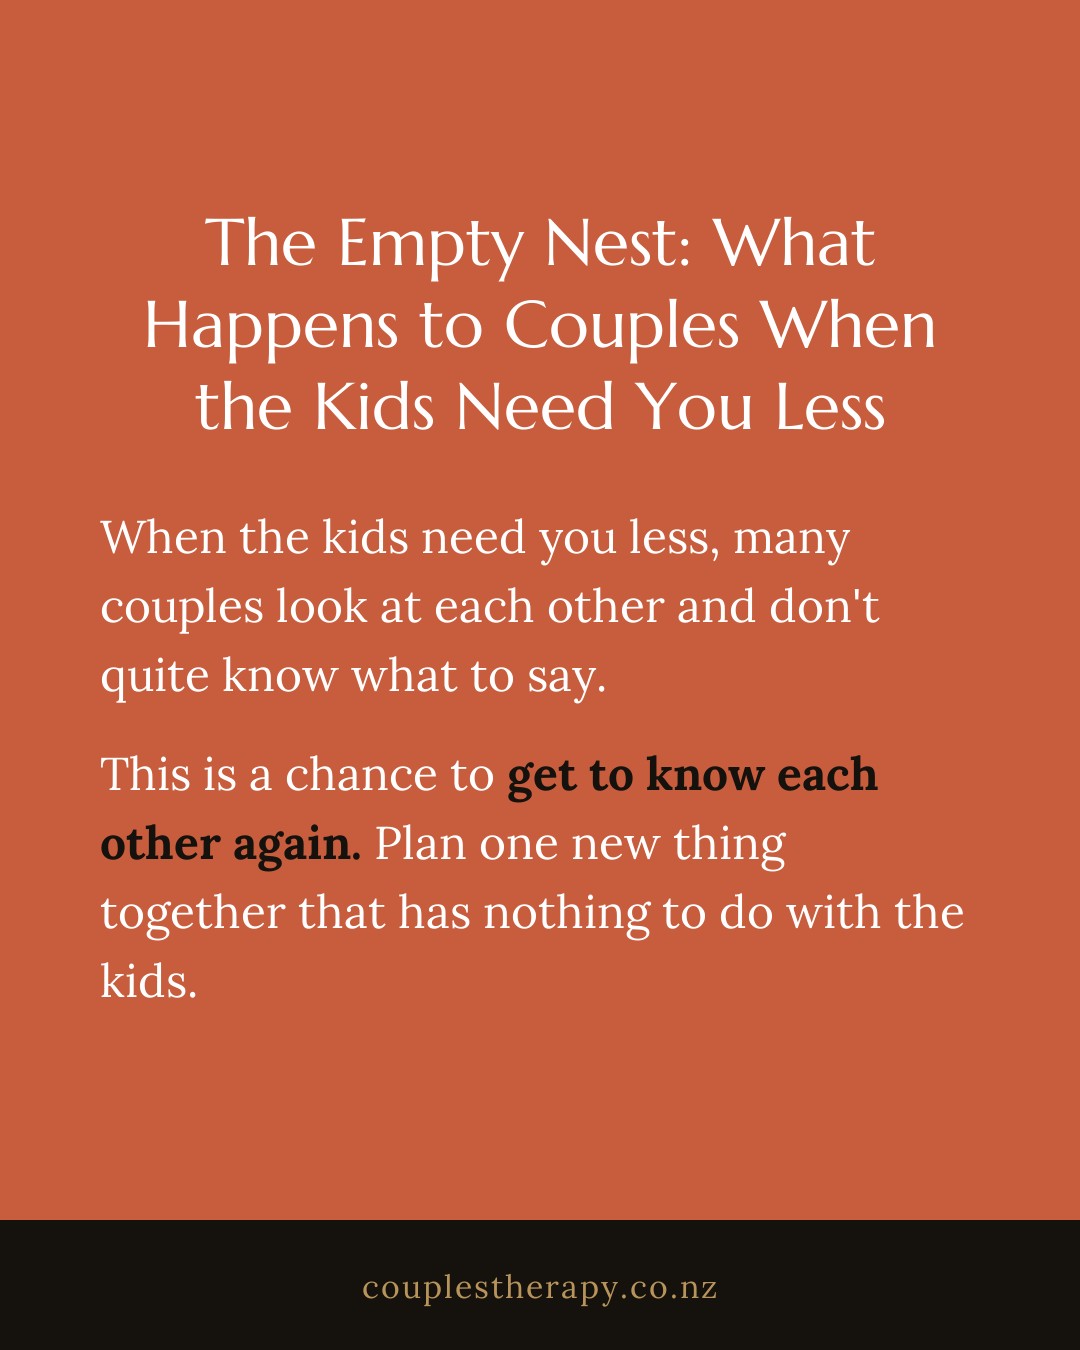 The Empty Nest: What
Happens to Couples When
the Kids Need You Less
When the kids need you less, many
couples look at each other and don't
quite know what to say.
This is a chance to get to know each
other again. Plan one new thing
together that has nothing to do with the
kids.
couplestherapy.co.nz